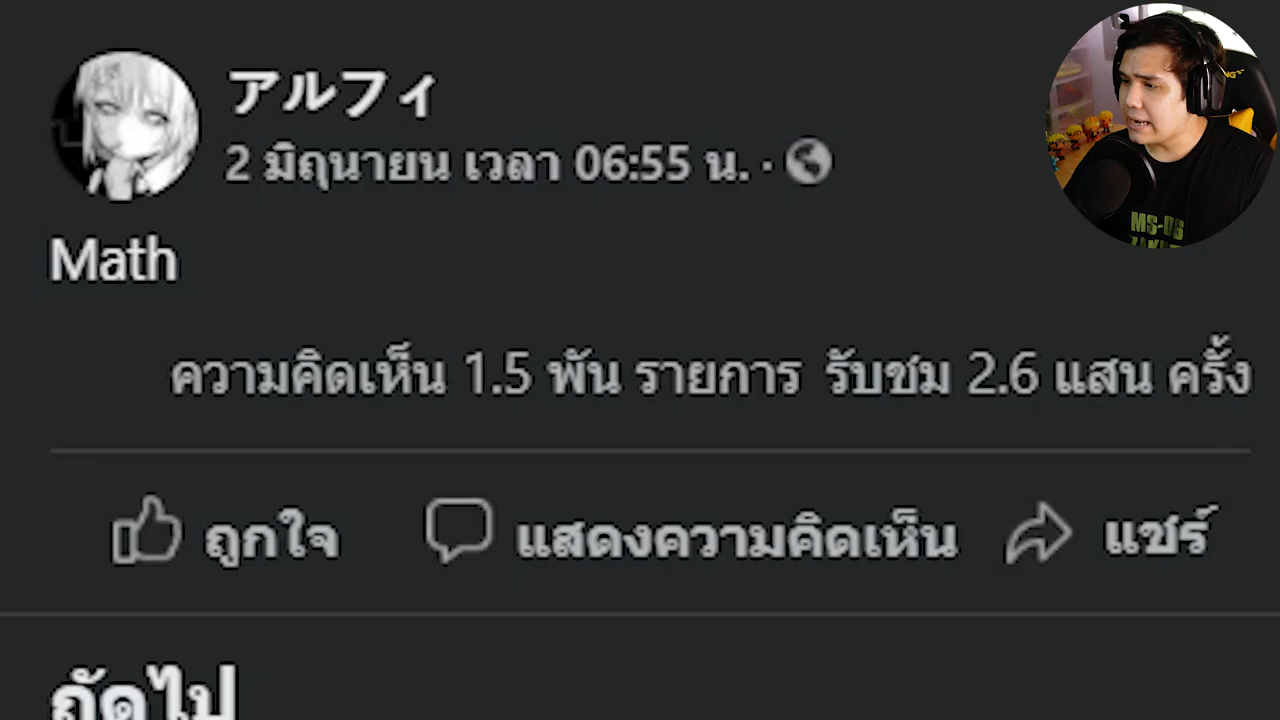 アルフィ
2 มิถุนายน เวลา 06:55 น. ·
Math
ความคิดเห็น 1.5 พัน รายการ รับชม 2.6 แสน ครั้ง
ถูกใจ แสดงความคิดเห็น แชร์
ถัดไป
MS-06